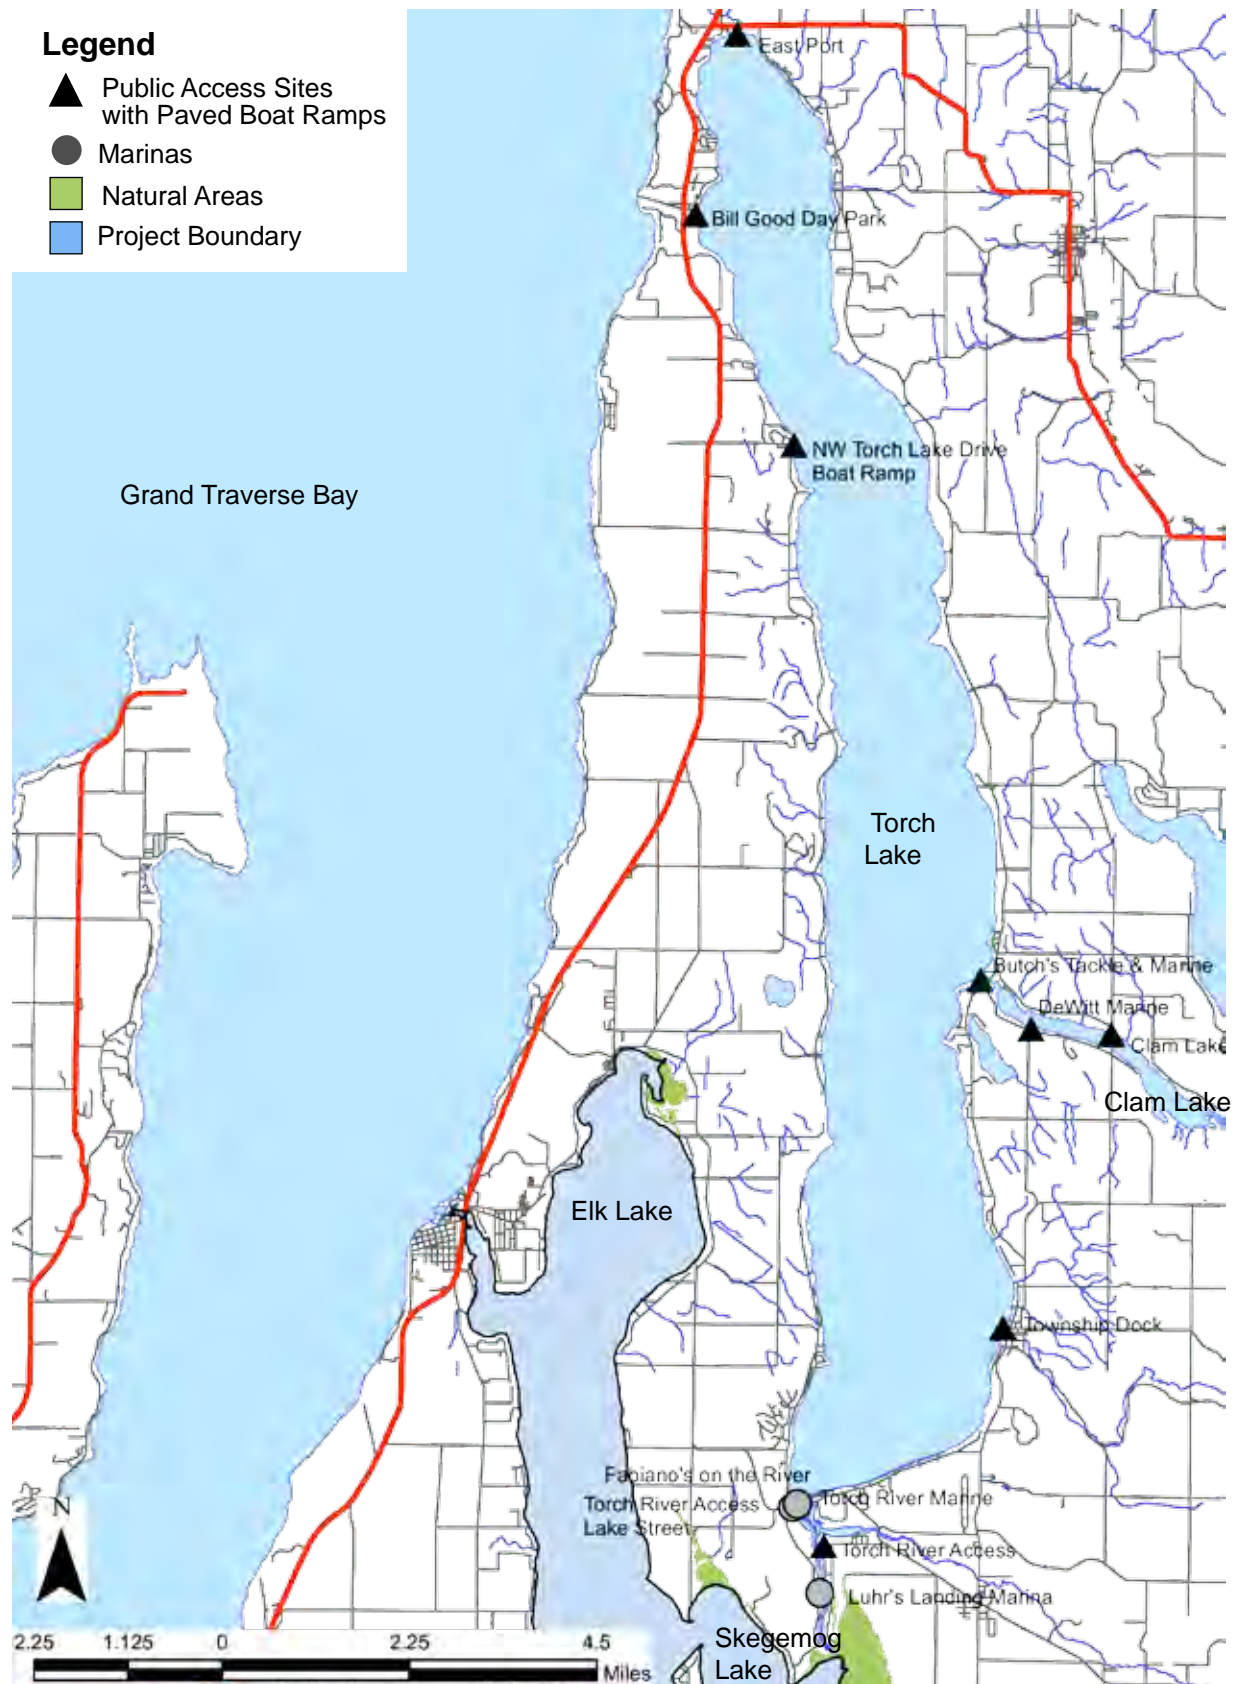 Legend
Public Access Sites
with Paved Boat Ramps
Marinas
Natural Areas
Project Boundary
East Port
Bill Good Day Park
NW Torch Lake Drive
Boat Ramp
Grand Traverse Bay
Torch
Lake
Butch's Tackle & Marine
DeWitt Marine
Clam Lake
Clam Lake
Elk Lake
Township Dock
Fabiano's on the River
Torch River Access
Lake Street
Torch River Marine
Torch River Access
Luhr's Landing Marina
Skegemog
Lake
N
2.25 1.125 0 2.25 4.5
Miles